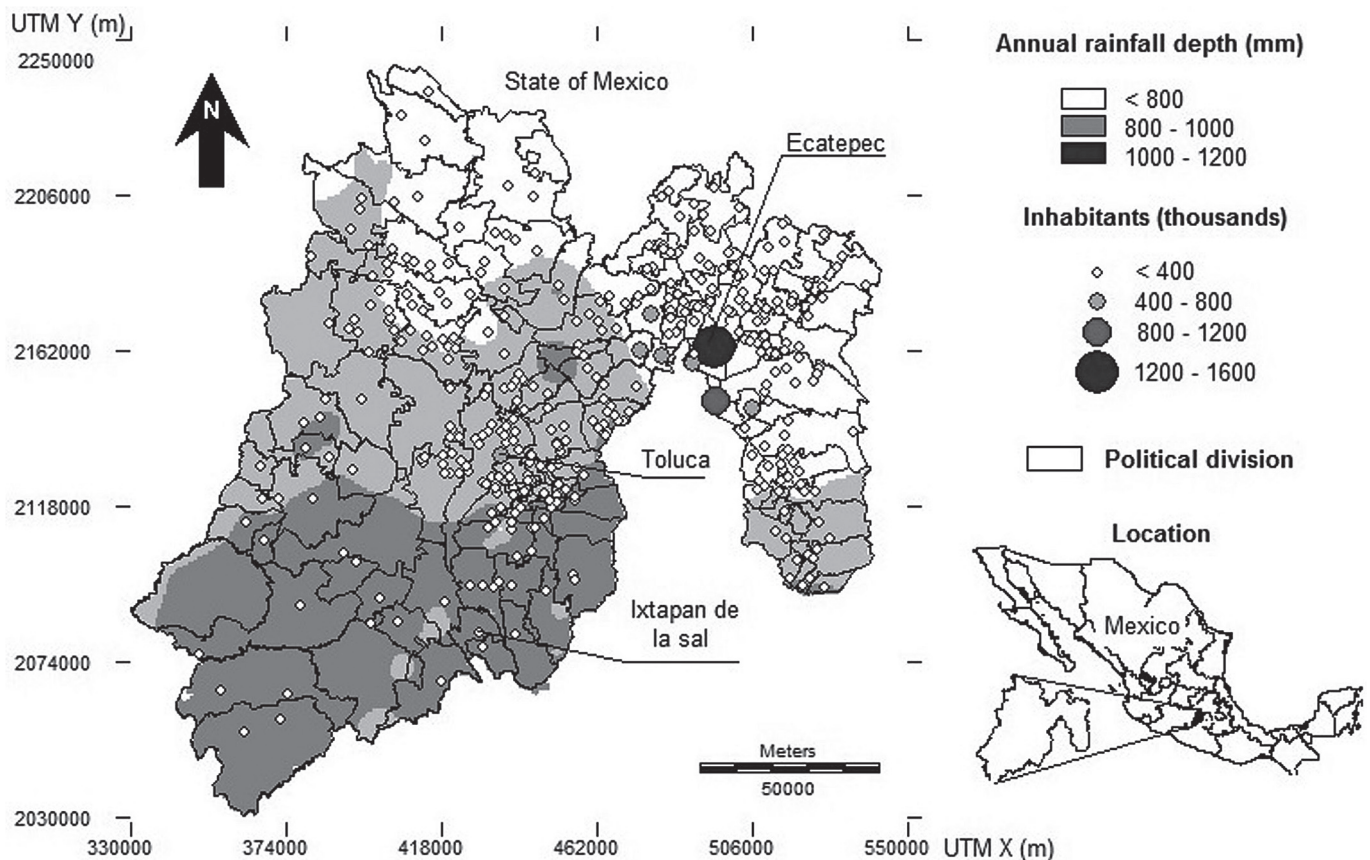 UTM Y (m)
2250000
2206000
2162000
2118000
2074000
2030000
N
State of Mexico
Ecatepec
Toluca
Ixtapan de
la sal
Meters
50000
330000
374000
418000
462000
506000
550000
UTM X (m)
Annual rainfall depth (mm)
< 800
800 - 1000
1000 - 1200
Inhabitants (thousands)
< 400
400 - 800
800 - 1200
1200 - 1600
Political division
Location
Mexico